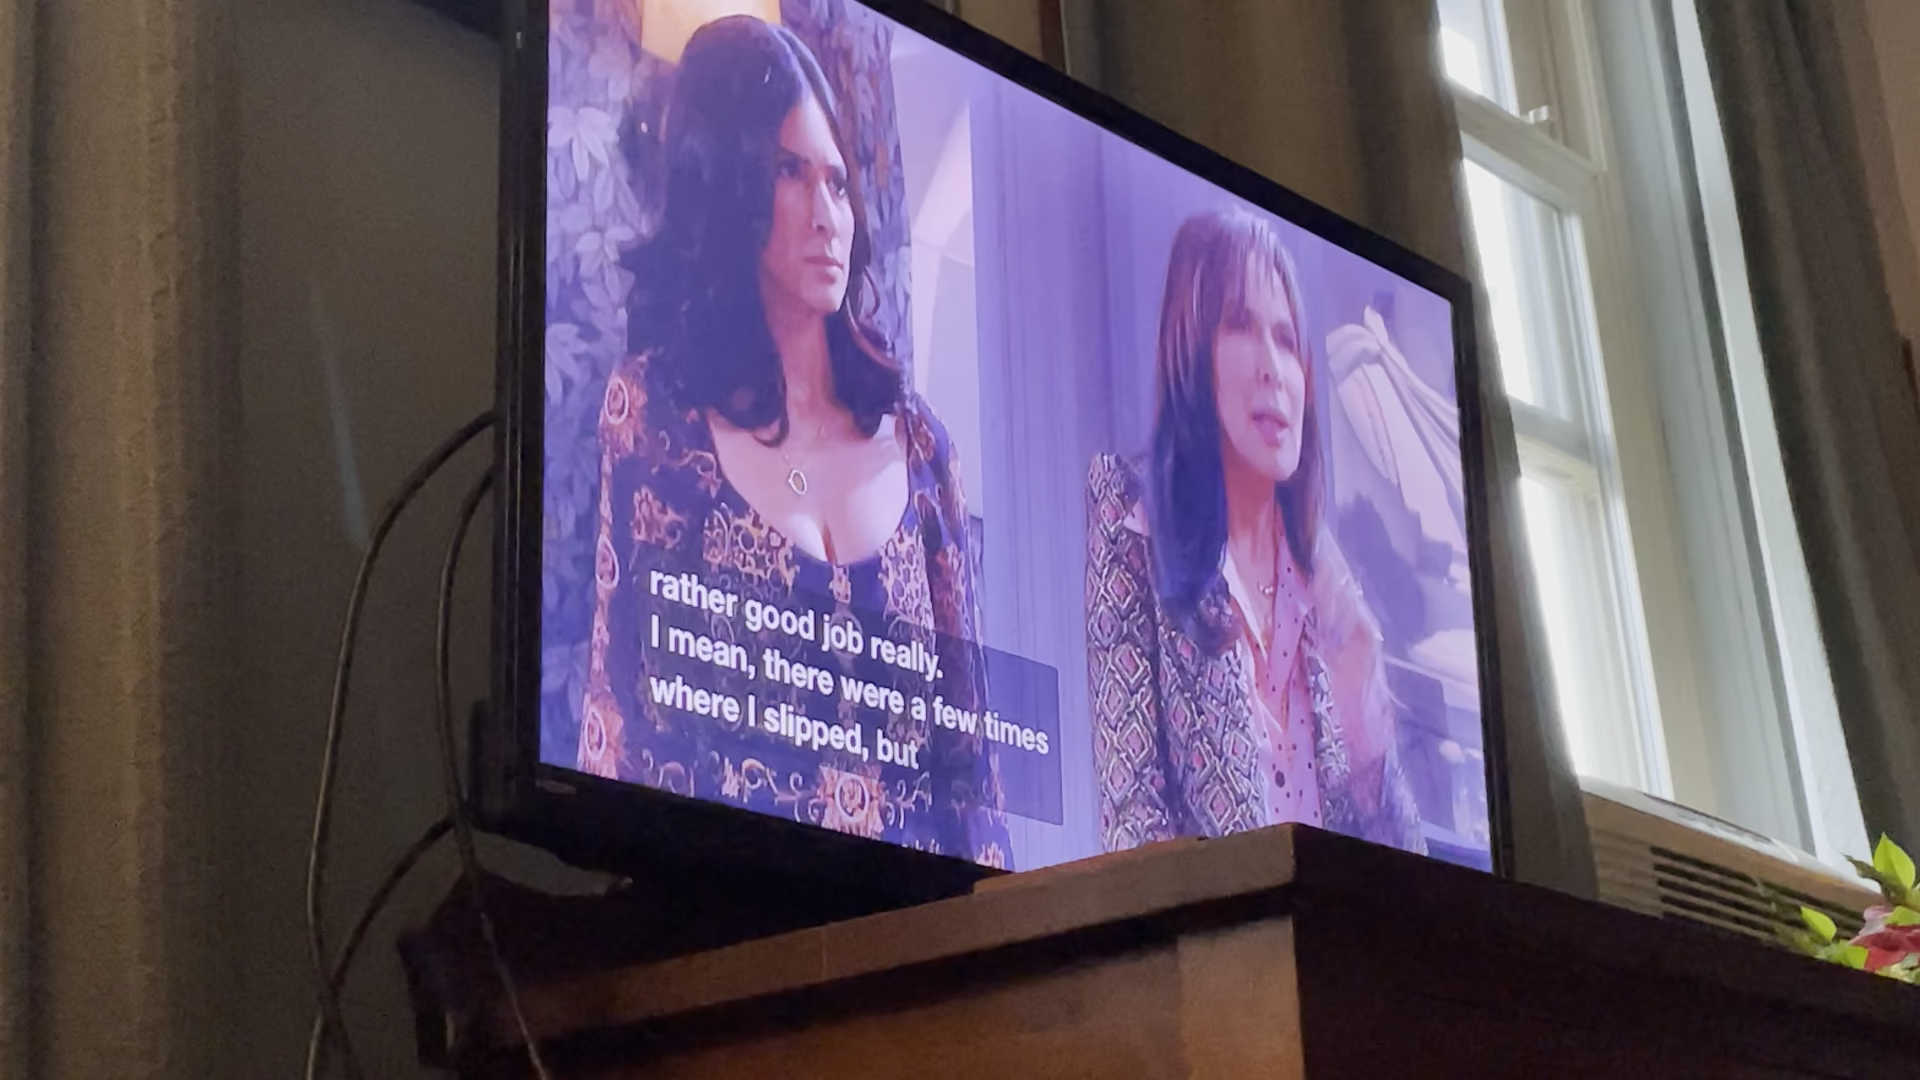 rather good job really.
I mean, there were a few times
where I slipped, but